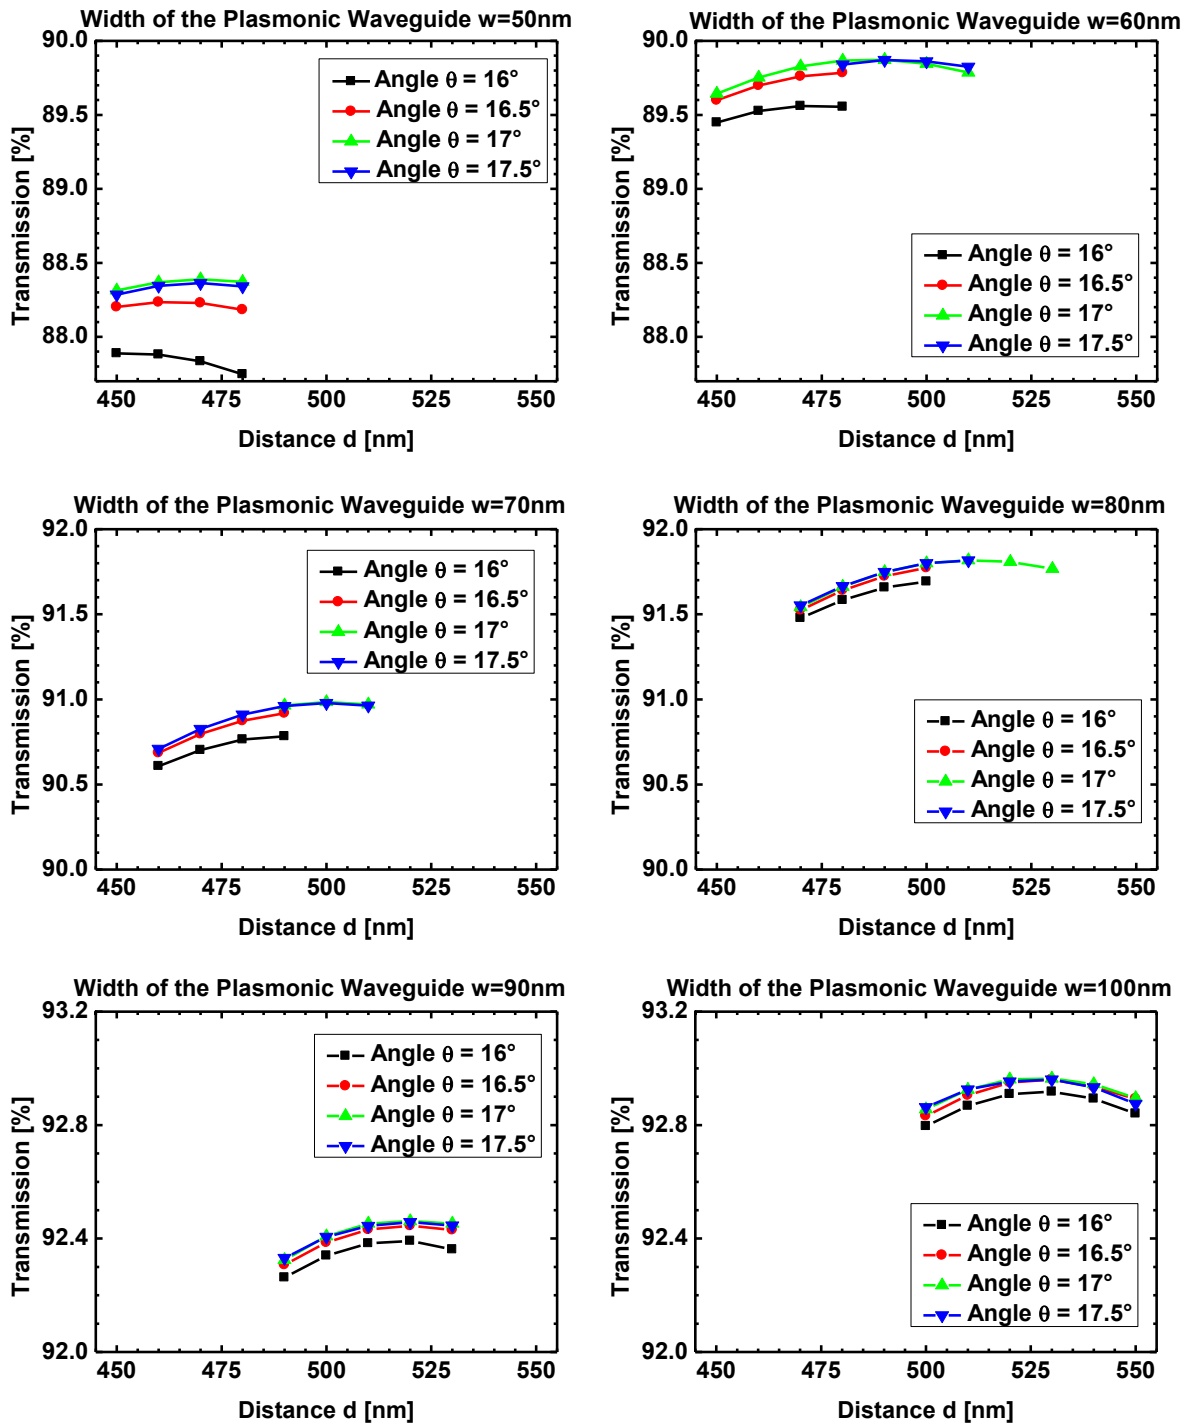 Width of the Plasmonic Waveguide w=50nm
90.0
89.5
89.0
88.5
88.0
Transmission [%]
Angle θ = 16°
Angle θ = 16.5°
Angle θ = 17°
Angle θ = 17.5°
450 475 500 525 550
Distance d [nm]
Width of the Plasmonic Waveguide w=60nm
90.0
89.5
89.0
88.5
88.0
Transmission [%]
Angle θ = 16°
Angle θ = 16.5°
Angle θ = 17°
Angle θ = 17.5°
450 475 500 525 550
Distance d [nm]
Width of the Plasmonic Waveguide w=70nm
92.0
91.5
91.0
90.5
90.0
Transmission [%]
Angle θ = 16°
Angle θ = 16.5°
Angle θ = 17°
Angle θ = 17.5°
450 475 500 525 550
Distance d [nm]
Width of the Plasmonic Waveguide w=80nm
92.0
91.5
91.0
90.5
90.0
Transmission [%]
Angle θ = 16°
Angle θ = 16.5°
Angle θ = 17°
Angle θ = 17.5°
450 475 500 525 550
Distance d [nm]
Width of the Plasmonic Waveguide w=90nm
93.2
92.8
92.4
92.0
Transmission [%]
Angle θ = 16°
Angle θ = 16.5°
Angle θ = 17°
Angle θ = 17.5°
450 475 500 525 550
Distance d [nm]
Width of the Plasmonic Waveguide w=100nm
93.2
92.8
92.4
92.0
Transmission [%]
Angle θ = 16°
Angle θ = 16.5°
Angle θ = 17°
Angle θ = 17.5°
450 475 500 525 550
Distance d [nm]